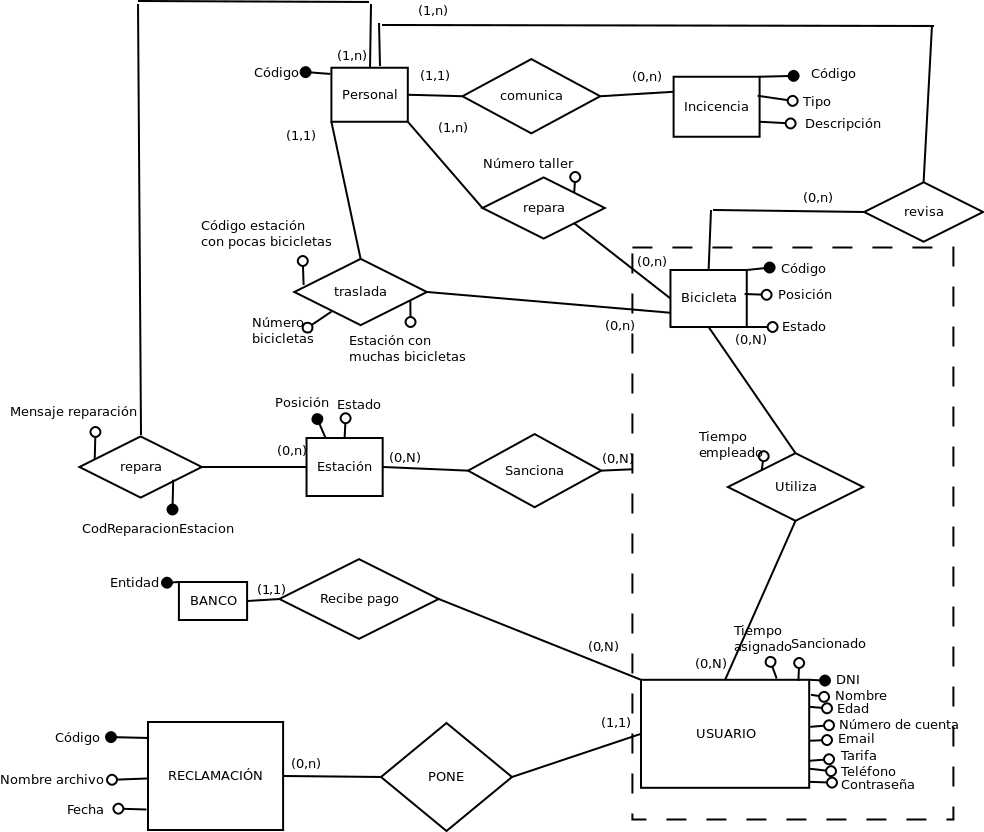 (1,n)
(1,n)
Código
Personal
(1,1)
comunica
(0,n)
Incicencia
Código
Tipo
Descripción
(1,1)
(1,n)
Número taller
repara
(0,n)
revisa
Código estación
con pocas bicicletas
traslada
Número
bicicletas
Estación con
muchas bicicletas
(0,n)
(0,n)
Bicicleta
Código
Posición
Estado
(0,N)
Mensaje reparación
repara
CodReparacionEstacion
Posición
Estado
(0,n)
Estación
(0,N)
Sanciona
(0,N)
Tiempo
empleado
Utiliza
Entidad
BANCO
(1,1)
Recibe pago
(0,N)
(0,N)
Tiempo
asignado
Sancionado
USUARIO
DNI
Nombre
Edad
Número de cuenta
Email
Tarifa
Teléfono
Contraseña
(1,1)
Código
Nombre archivo
Fecha
RECLAMACIÓN
(0,n)
PONE